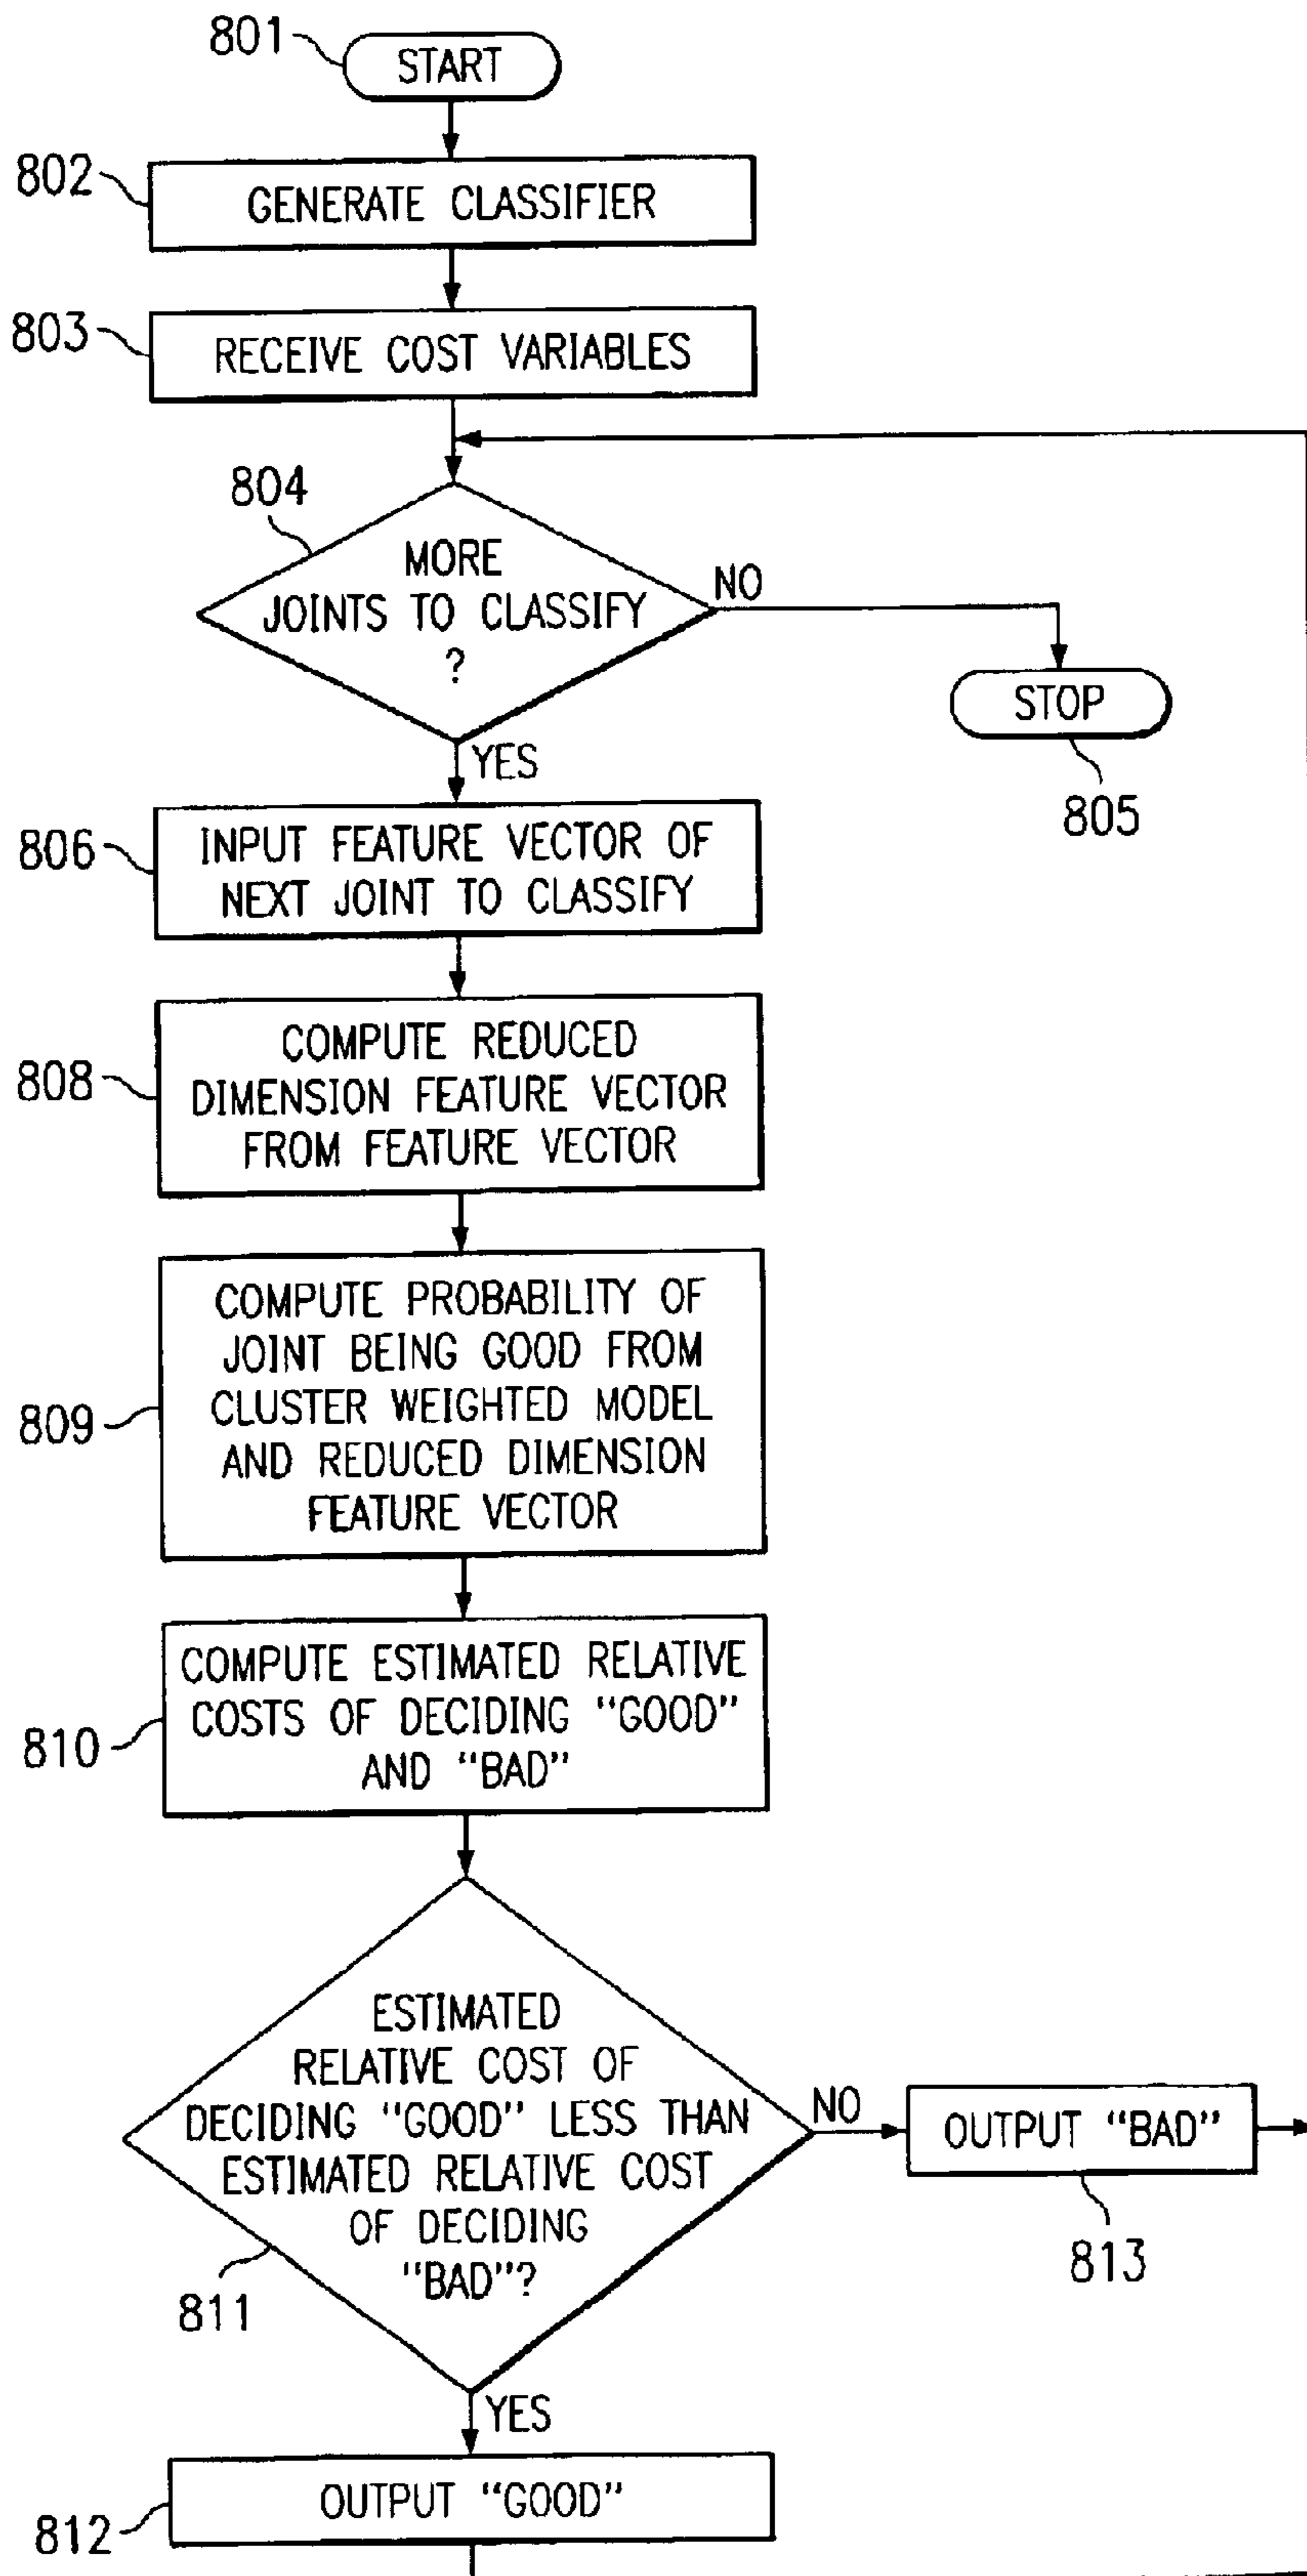 801
START
802
GENERATE CLASSIFIER
803
RECEIVE COST VARIABLES
804
MORE
JOINTS TO CLASSIFY
?
NO
STOP
805
YES
806
INPUT FEATURE VECTOR OF
NEXT JOINT TO CLASSIFY
808
COMPUTE REDUCED
DIMENSION FEATURE VECTOR
FROM FEATURE VECTOR
809
COMPUTE PROBABILITY OF
JOINT BEING GOOD FROM
CLUSTER WEIGHTED MODEL
AND REDUCED DIMENSION
FEATURE VECTOR
810
COMPUTE ESTIMATED RELATIVE
COSTS OF DECIDING "GOOD"
AND "BAD"
811
ESTIMATED
RELATIVE COST OF
DECIDING "GOOD" LESS THAN
ESTIMATED RELATIVE COST
OF DECIDING
"BAD"?
NO
OUTPUT "BAD"
813
YES
812
OUTPUT "GOOD"